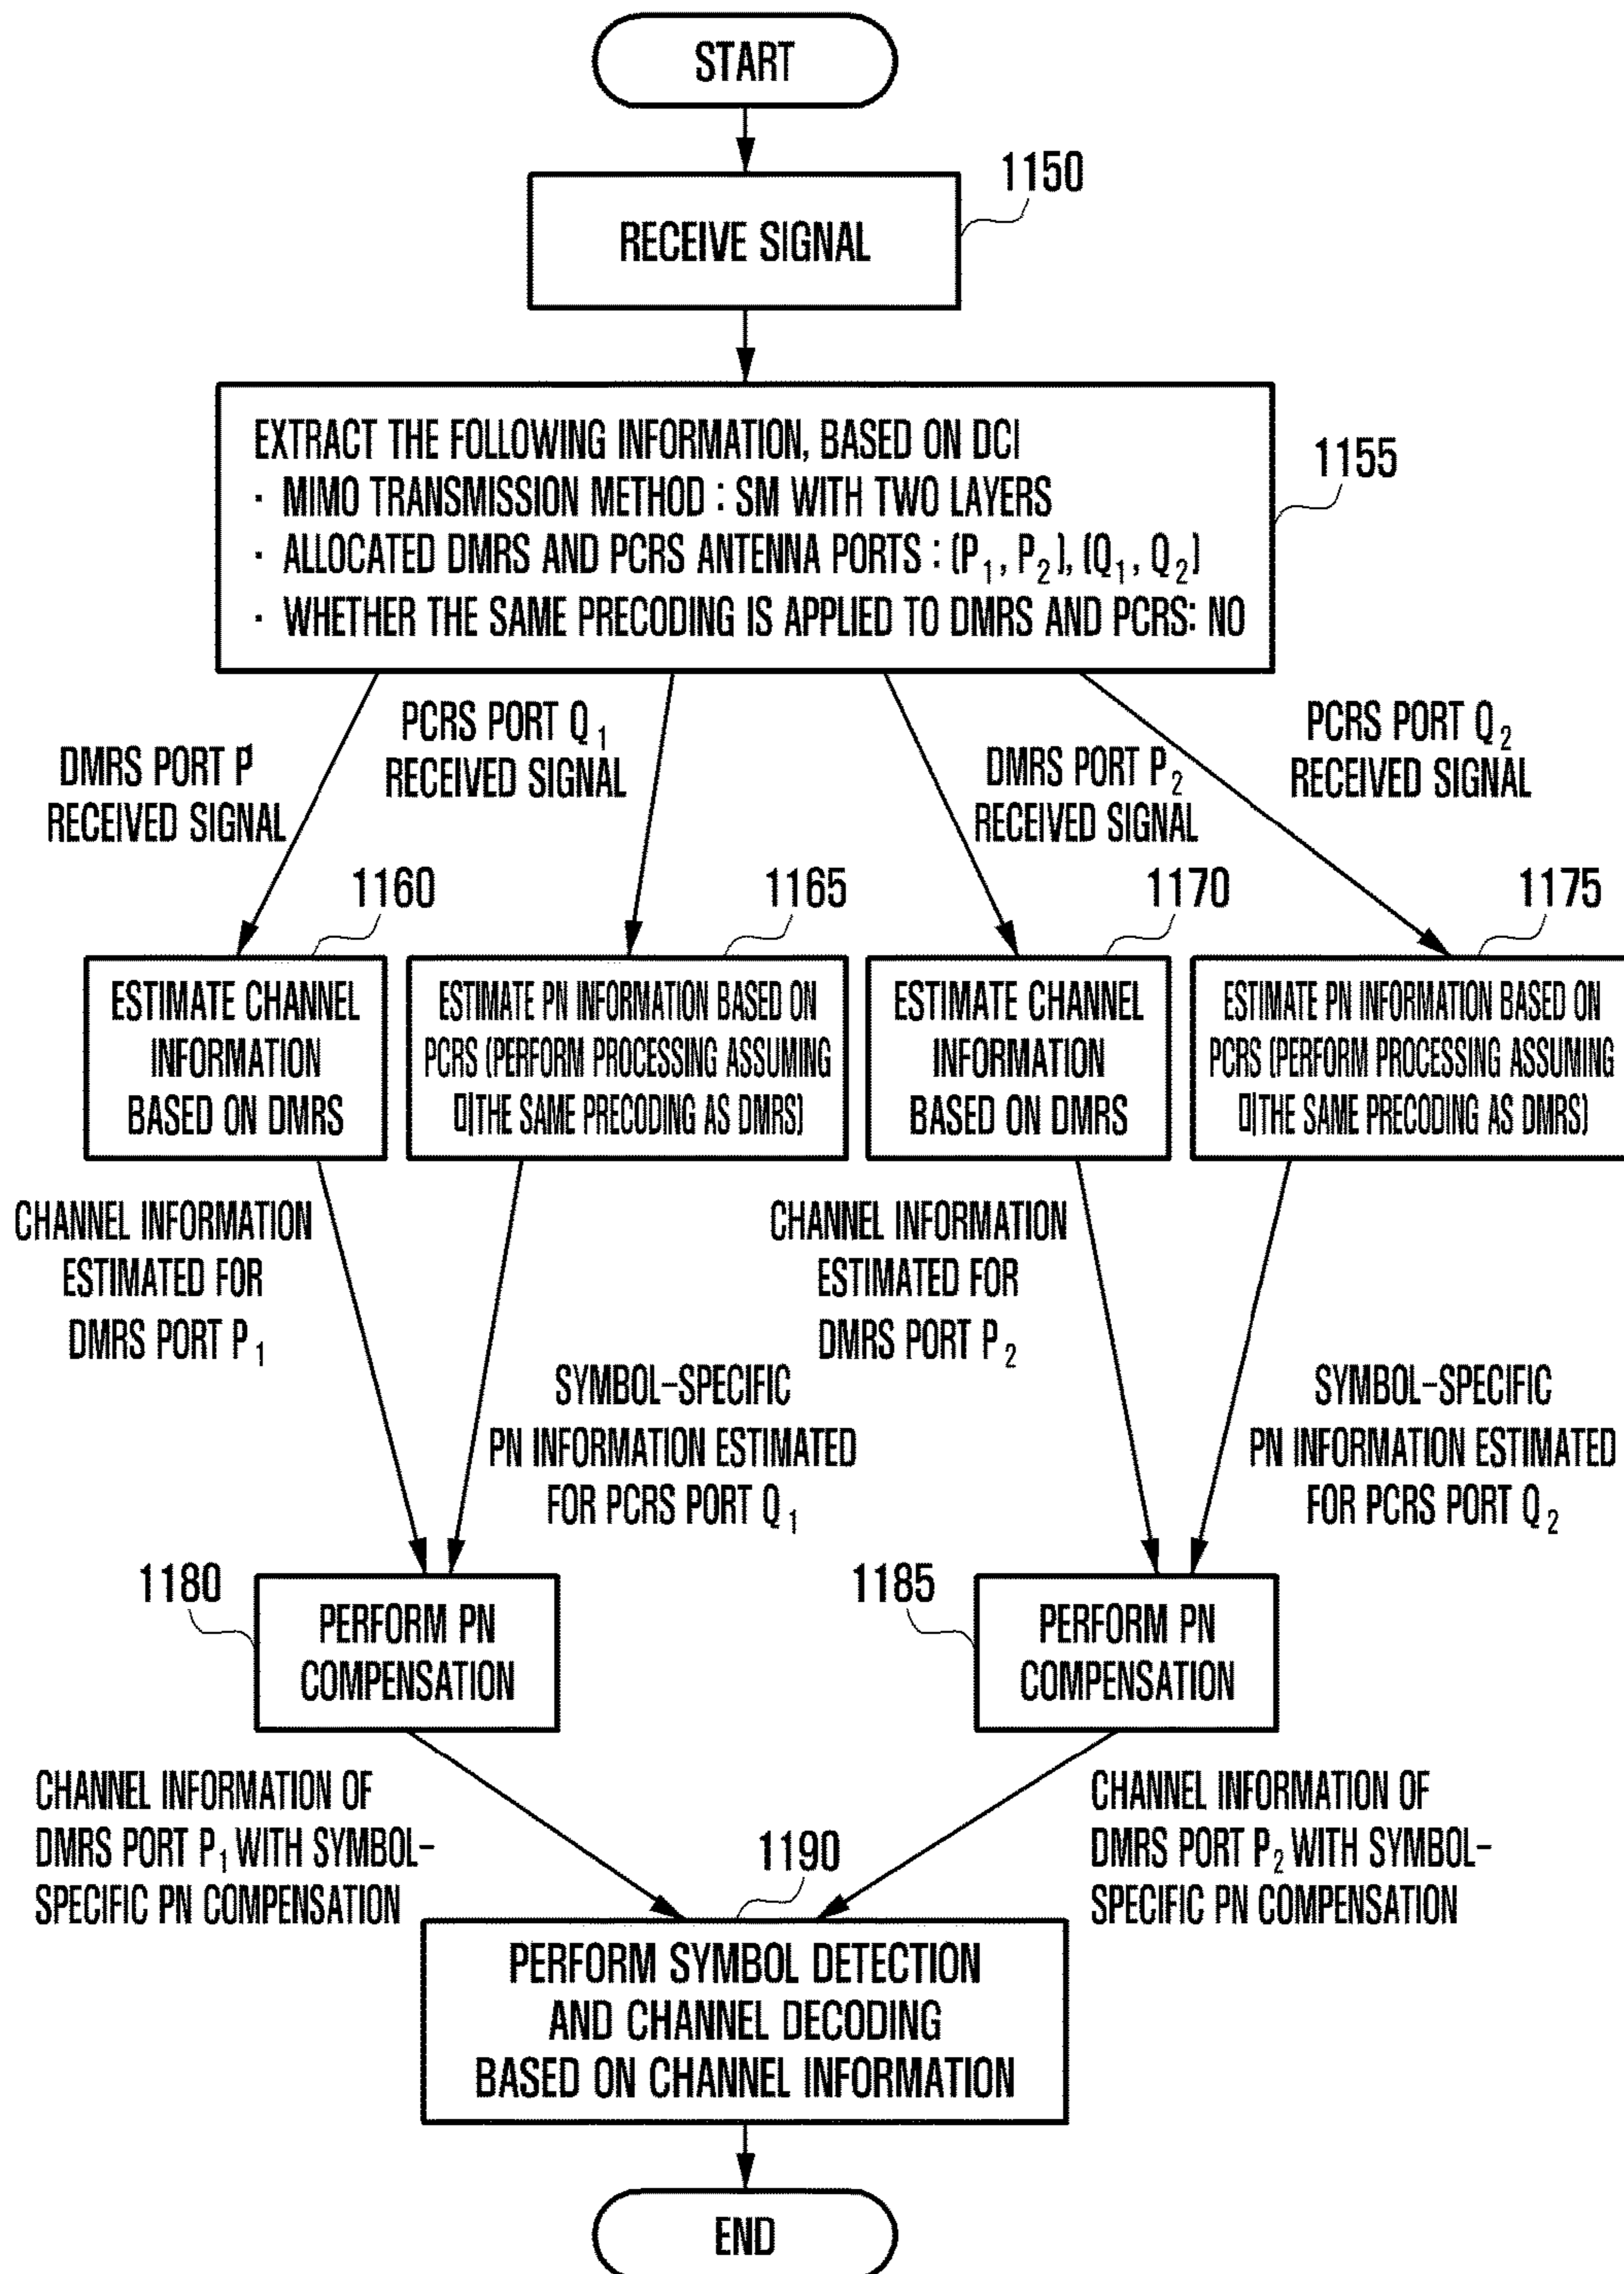 START
1150
RECEIVE SIGNAL
EXTRACT THE FOLLOWING INFORMATION, BASED ON DCI
· MIMO TRANSMISSION METHOD : SM WITH TWO LAYERS
· ALLOCATED DMRS AND PCRS ANTENNA PORTS : (P1, P2), (Q1, Q2)
· WHETHER THE SAME PRECODING IS APPLIED TO DMRS AND PCRS: NO
1155
DMRS PORT P
RECEIVED SIGNAL
PCRS PORT Q1
RECEIVED SIGNAL
DMRS PORT P2
RECEIVED SIGNAL
PCRS PORT Q2
RECEIVED SIGNAL
1160
ESTIMATE CHANNEL
INFORMATION
BASED ON DMRS
1165
ESTIMATE PN INFORMATION BASED ON
PCRS (PERFORM PROCESSING ASSUMING
미THE SAME PRECODING AS DMRS)
1170
ESTIMATE CHANNEL
INFORMATION
BASED ON DMRS
1175
ESTIMATE PN INFORMATION BASED ON
PCRS (PERFORM PROCESSING ASSUMING
미THE SAME PRECODING AS DMRS)
CHANNEL INFORMATION
ESTIMATED FOR
DMRS PORT P1
SYMBOL-SPECIFIC
PN INFORMATION ESTIMATED
FOR PCRS PORT Q1
CHANNEL INFORMATION
ESTIMATED FOR
DMRS PORT P2
SYMBOL-SPECIFIC
PN INFORMATION ESTIMATED
FOR PCRS PORT Q2
1180
PERFORM PN
COMPENSATION
1185
PERFORM PN
COMPENSATION
CHANNEL INFORMATION OF
DMRS PORT P1 WITH SYMBOL-
SPECIFIC PN COMPENSATION
CHANNEL INFORMATION OF
DMRS PORT P2 WITH SYMBOL-
SPECIFIC PN COMPENSATION
1190
PERFORM SYMBOL DETECTION
AND CHANNEL DECODING
BASED ON CHANNEL INFORMATION
END